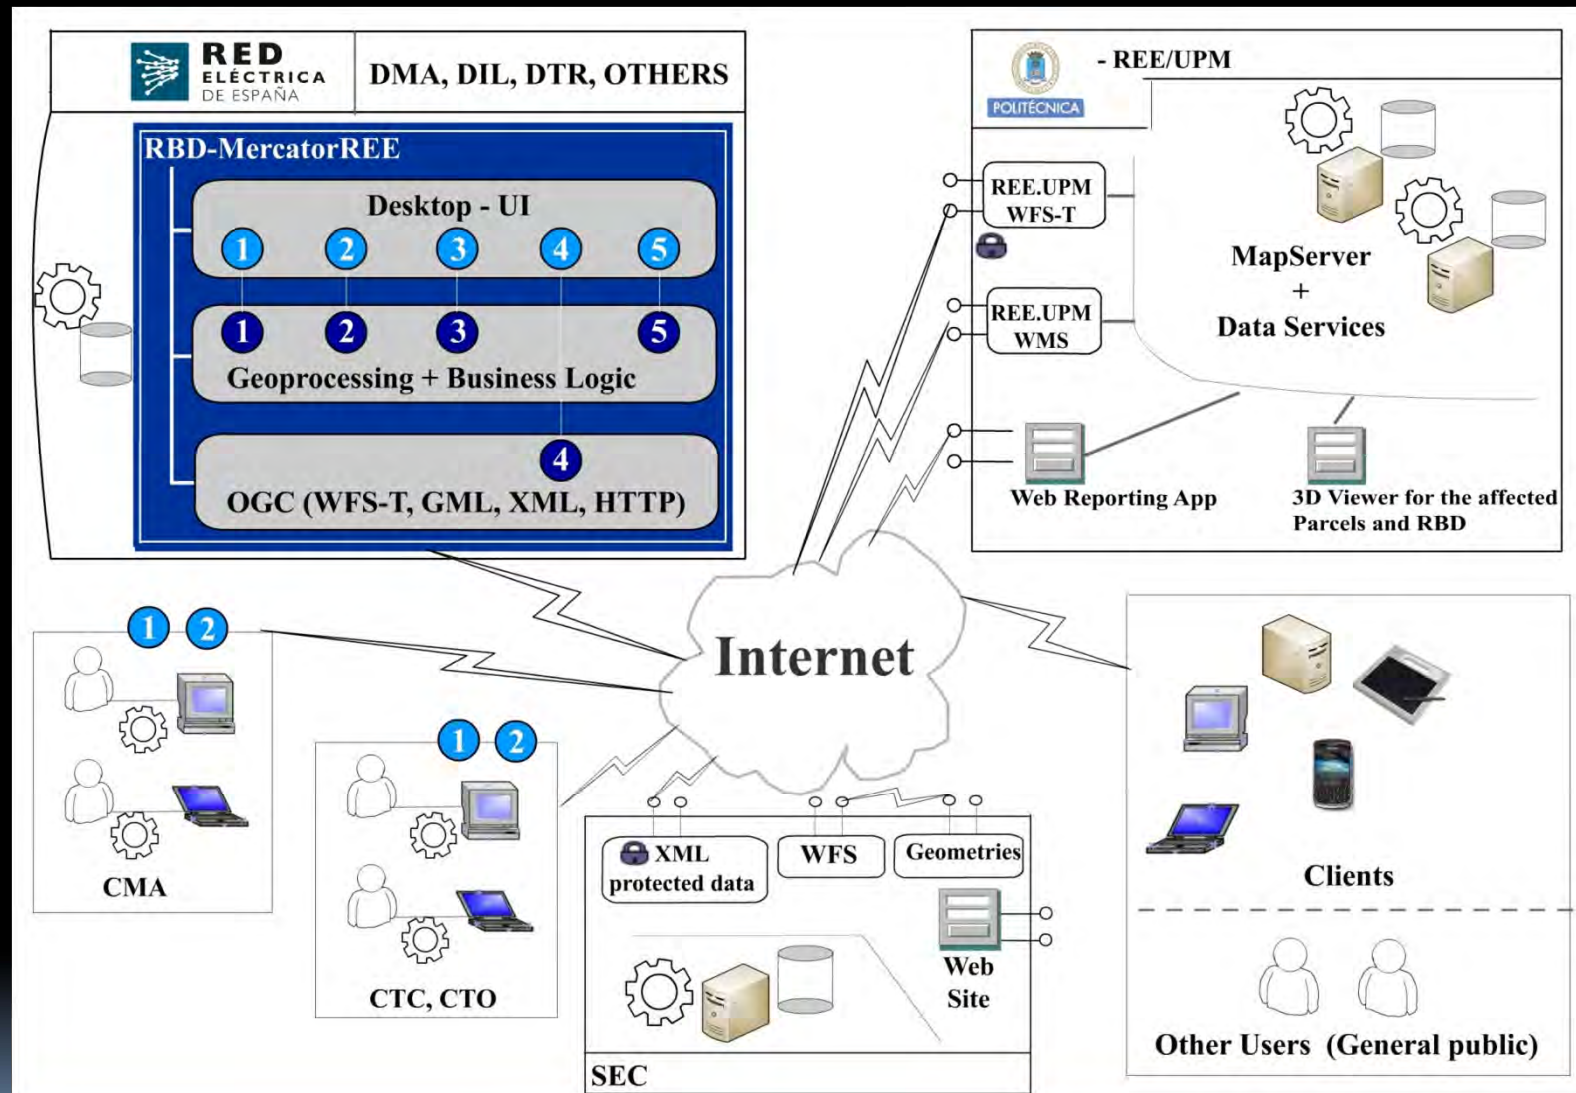 RED
ELÉCTRICA
DE ESPAÑA
DMA, DIL, DTR, OTHERS
RBD-MercatorREE
Desktop - UI
1 2 3 4 5
1 2 3 5
Geoprocessing + Business Logic
4
OGC (WFS-T, GML, XML, HTTP)
POLITÉCNICA
- REE/UPM
REE.UPM
WFS-T
REE.UPM
WMS
MapServer
+
Data Services
Web Reporting App
3D Viewer for the affected
Parcels and RBD
Internet
1 2
CMA
1 2
CTC, CTO
XML
protected data
WFS
Geometries
Web
Site
SEC
Clients
Other Users (General public)